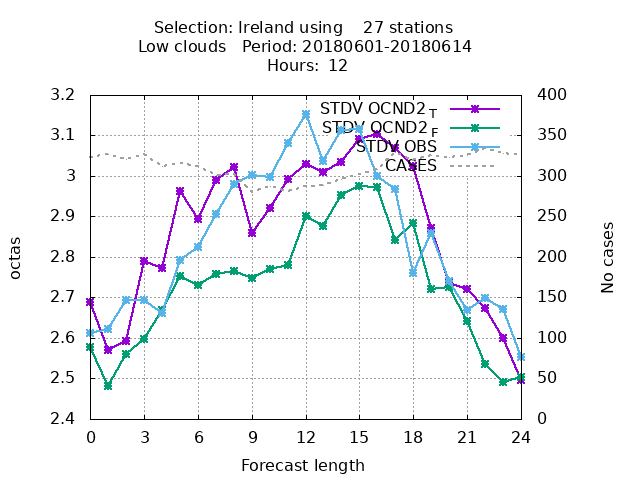 Selection: Ireland using    27 stations
Low clouds   Period: 20180601-20180614
Hours:  12
STDV OCND2 T
STDV OCND2 F
STDV OBS
CASES
3.2
3.1
3
2.9
2.8
2.7
2.6
2.5
2.4
400
350
300
250
200
150
100
50
0
octas
No cases
0 3 6 9 12 15 18 21 24
Forecast length